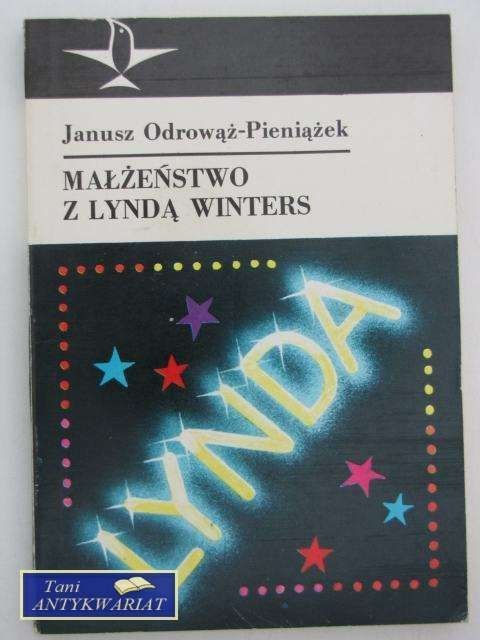 Janusz Odrowąż-Pieniążek
MAŁŻEŃSTWO
Z LYNDĄ WINTERS
LYNDA
Tani
ANTYKWARIAT